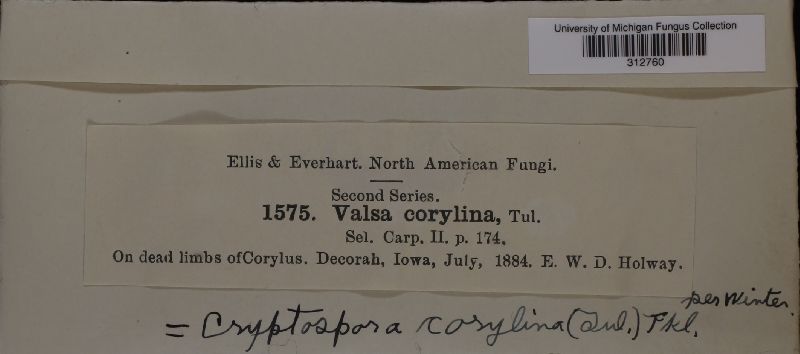 University of Michigan Fungus Collection
312760
Ellis & Everhart. North American Fungi.
Second Series.
1575. Valsa corylina, Tul.
Sel. Carp. II. p. 174.
On dead limbs ofCorylus. Decorah, Iowa, July, 1884. E. W. D. Holway.
per Winter.
= Cryptospora corylina (Tul.) Fkl.